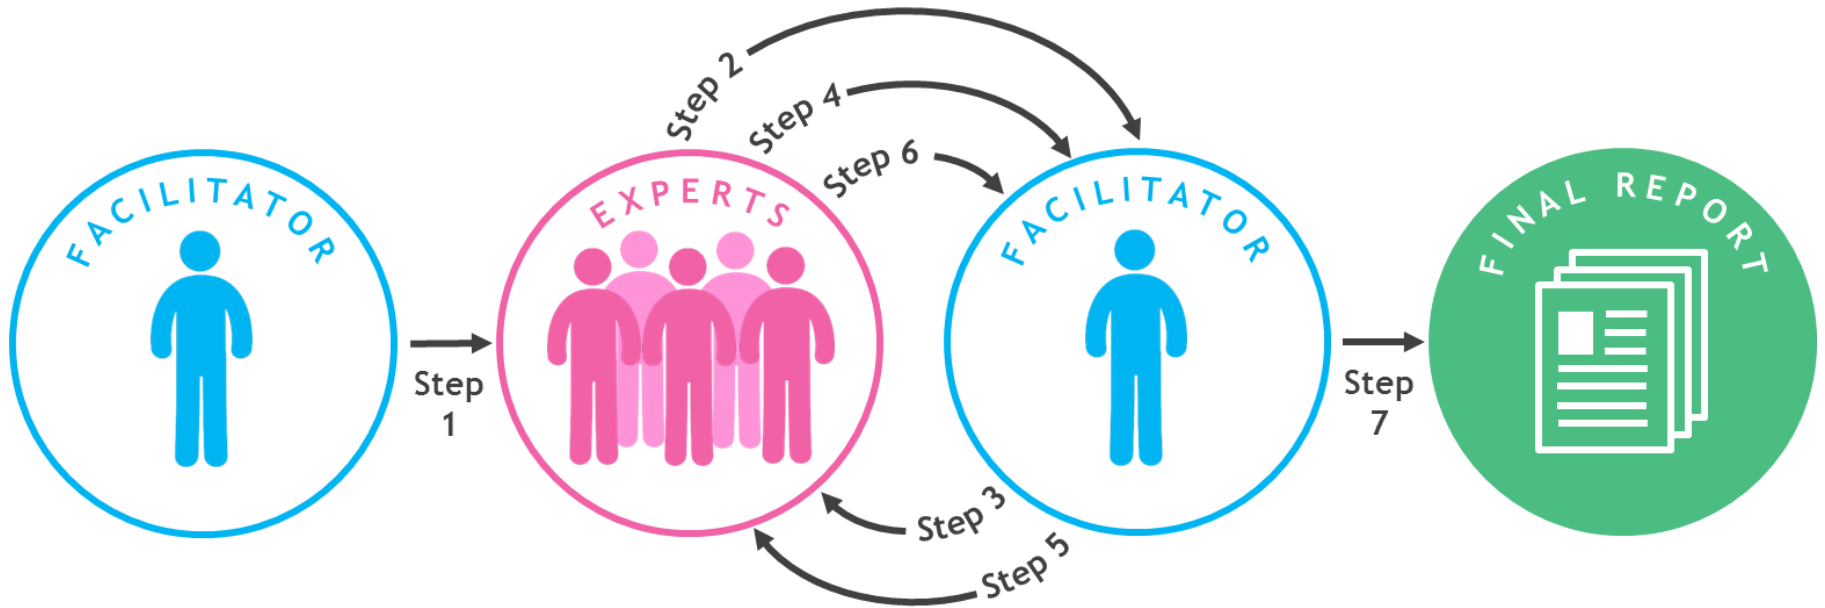 Step 2
Step 4
Step 6
FACILITATOR
EXPERTS
FACILITATOR
FINAL REPORT
Step
1
Step
7
Step 3
Step 5